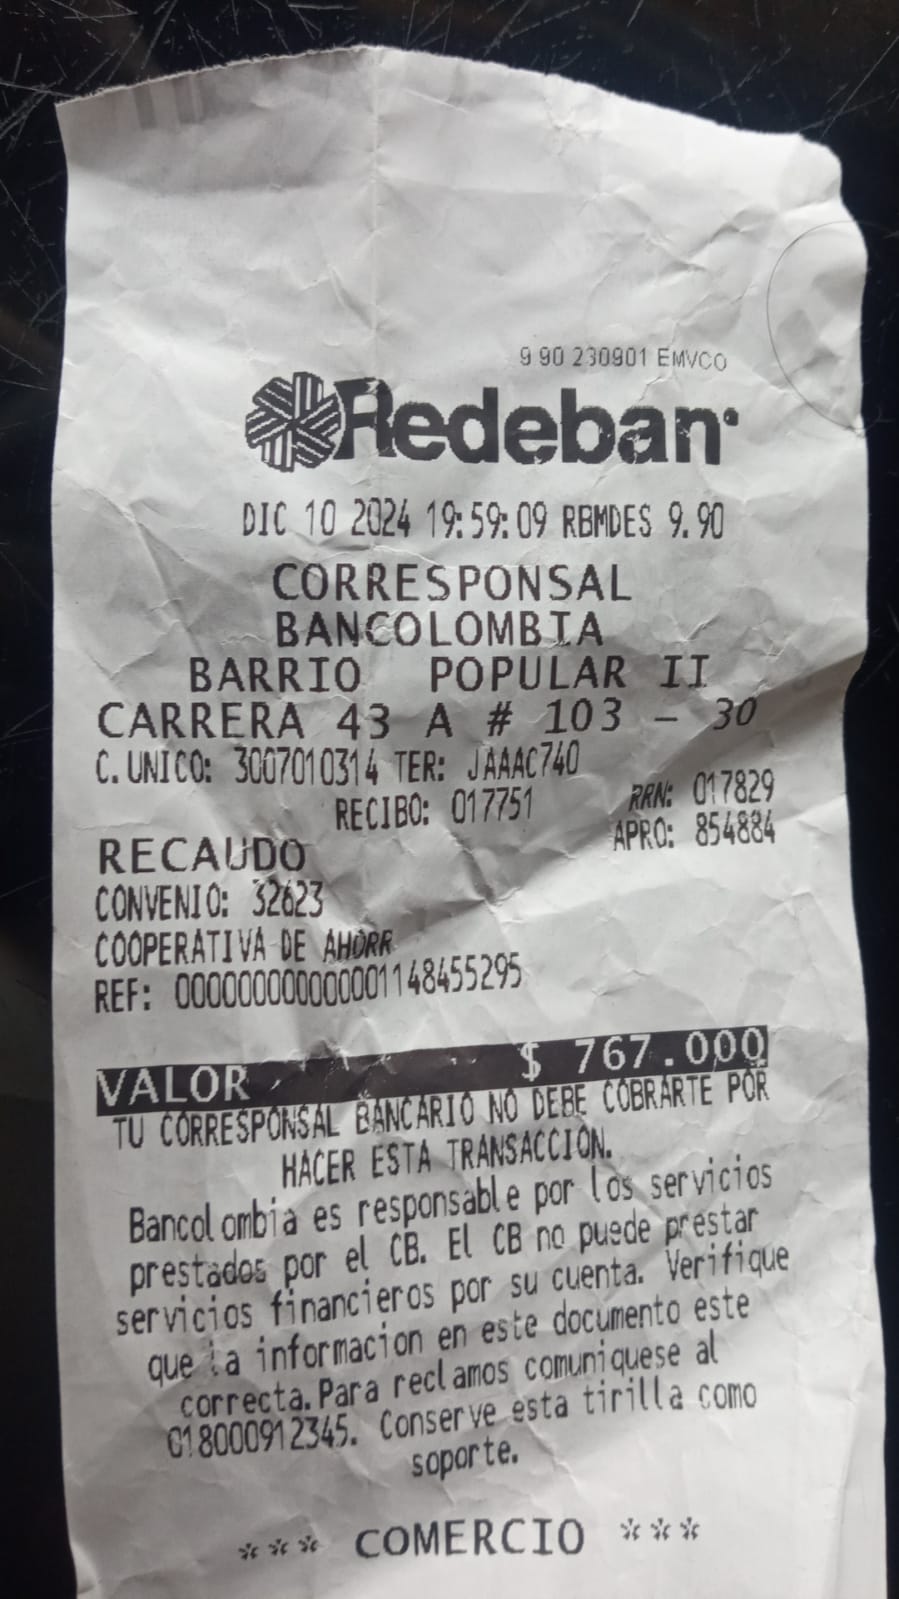 9 90 230901 EMVCO
Redeban
DIC 10 2024 19:59:09 RBMDES 9.90
CORRESPONSAL
BANCOLOMBIA
BARRIO POPULAR II
CARRERA 43 A # 103 - 30
C. UNICO: 3007010314 TER: JAAAC740
RECIBO: 017751 RRN: 017829
APRO: 854884
RECAUDO
CONVENIO: 32623
COOPERATIVA DE AHORR
REF: 00000000000001148455295
VALOR $ 767.000
TU CORRESPONSAL BANCARIO NO DEBE COBRARTE POR
HACER ESTA TRANSACCION.
Bancolombia es responsable por los servicios
prestados por el CB. El CB no puede prestar
servicios financieros por su cuenta. Verifique
que la informacion en este documento este
correcta. Para reclamos comuniquese al
018000912345. Conserve esta tirilla como
soporte.
*** COMERCIO ***